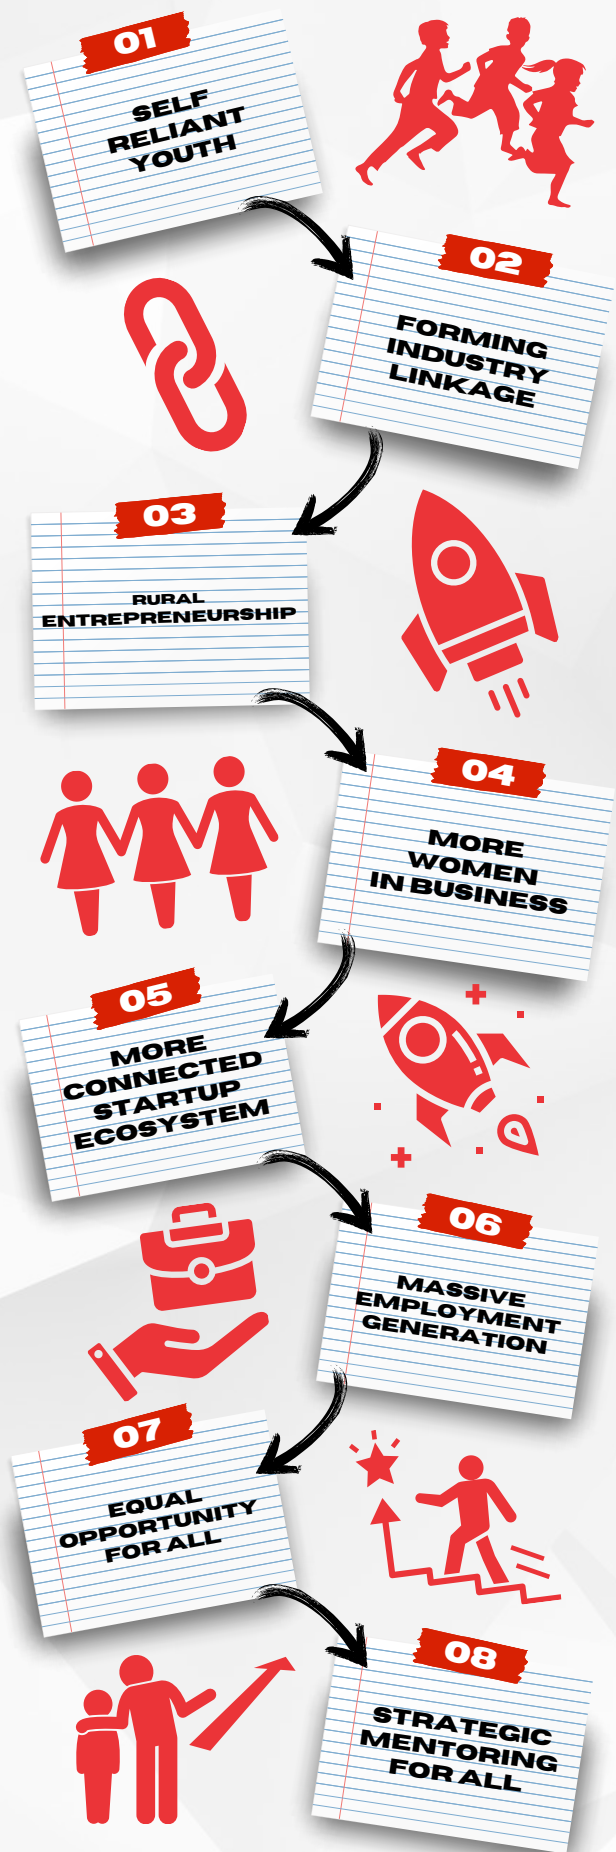 01
SELF
RELIANT
YOUTH
02
FORMING
INDUSTRY
LINKAGE
03
RURAL
ENTREPRENEURSHIP
04
MORE
WOMEN
IN BUSINESS
05
MORE
CONNECTED
STARTUP
ECOSYSTEM
06
MASSIVE
EMPLOYMENT
GENERATION
07
EQUAL
OPPORTUNITY
FOR ALL
08
STRATEGIC
MENTORING
FOR ALL